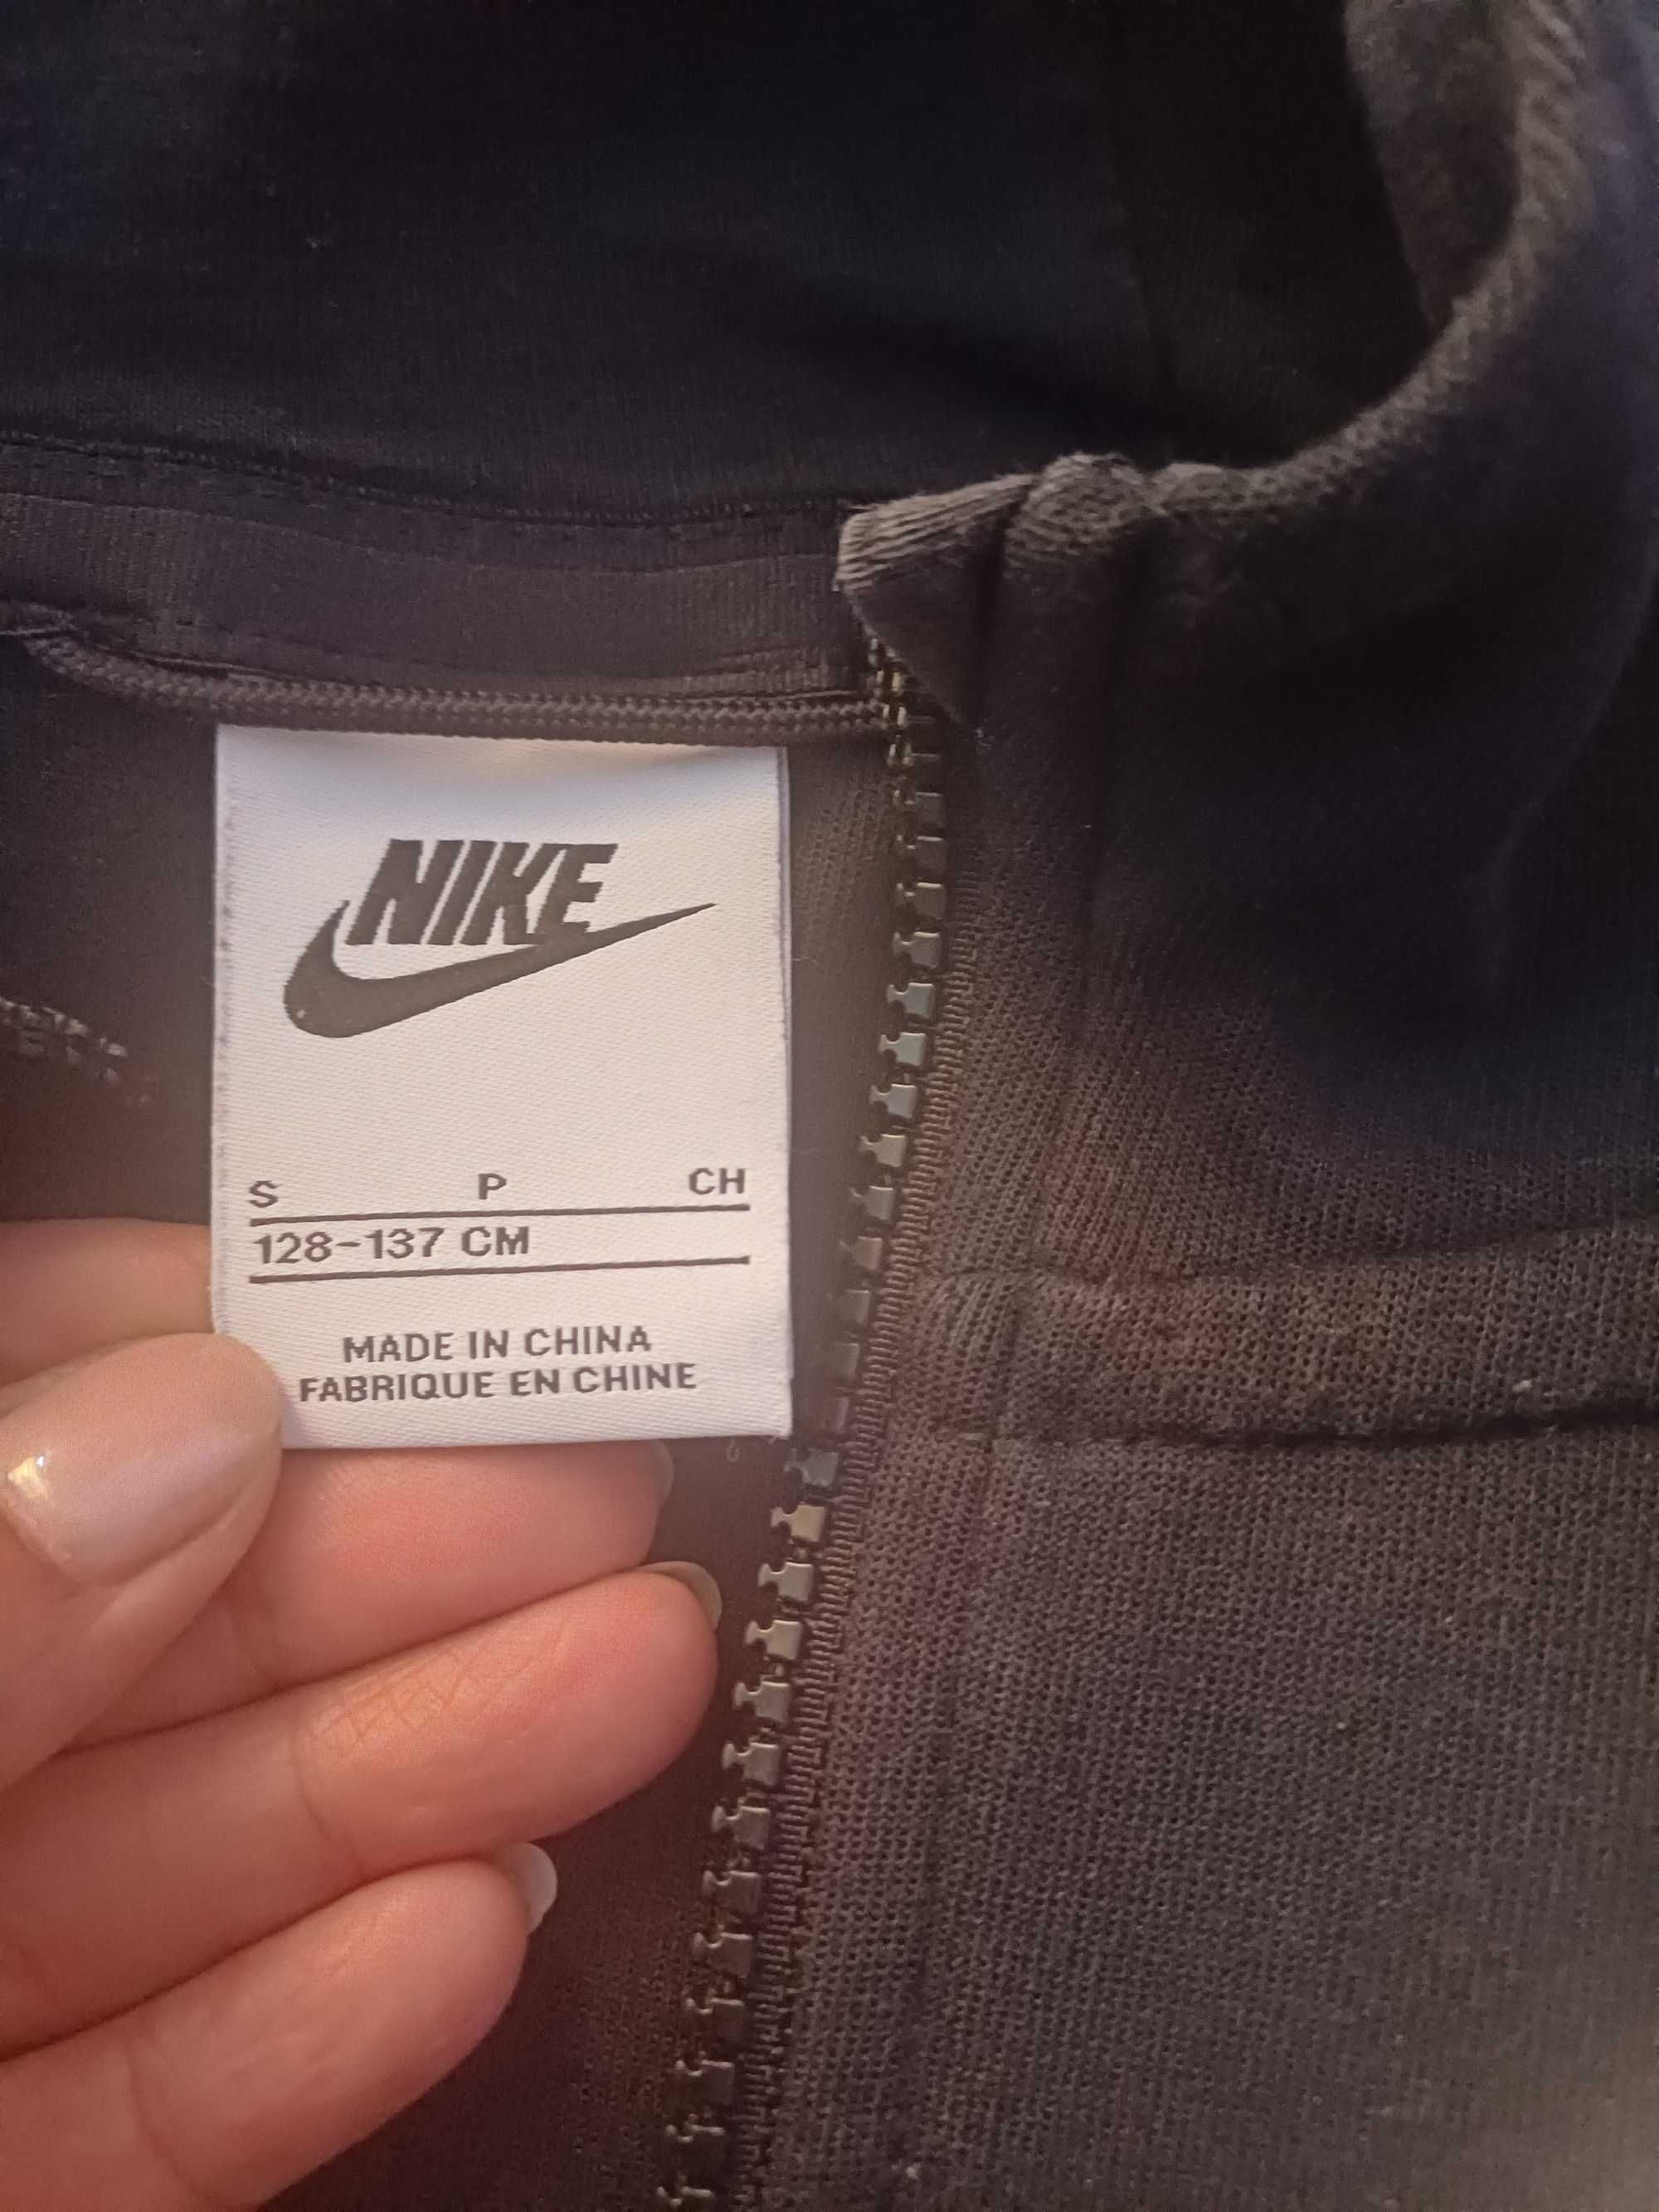 NIKE
S P CH
128-137 CM
MADE IN CHINA
FABRIQUE EN CHINE